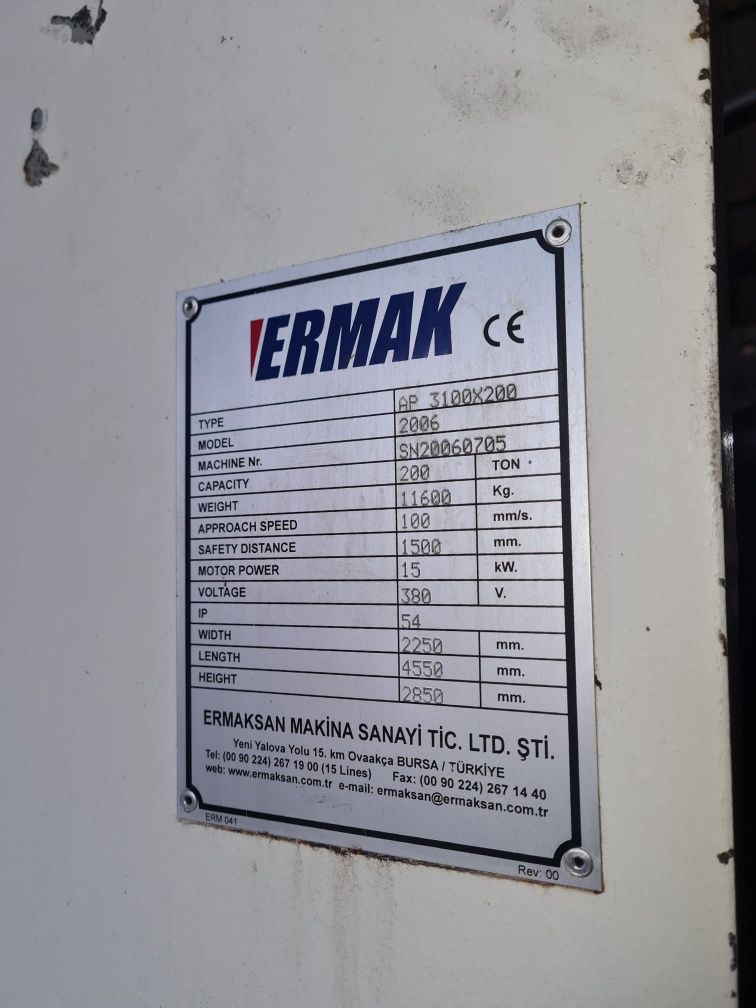 ERMAK CE
TYPE AP 3100X200
MODEL 2006
MACHINE Nr. SN20060705
CAPACITY 200 TON
WEIGHT 11600 Kg.
APPROACH SPEED 100 mm/s.
SAFETY DISTANCE 1500 mm.
MOTOR POWER 15 kW.
VOLTAGE 380 V.
IP 54
WIDTH 2250 mm.
LENGTH 4550 mm.
HEIGHT 2850 mm.
ERMAKSAN MAKİNA SANAYİ TİC. LTD. ŞTİ.
Yeni Yalova Yolu 15. km Ovaakça BURSA / TÜRKİYE
Tel: (00 90 224) 267 19 00 (15 Lines) Fax: (00 90 224) 267 14 40
web: www.ermaksan.com.tr e-mail: ermaksan@ermaksan.com.tr
ERM 041
Rev: 00